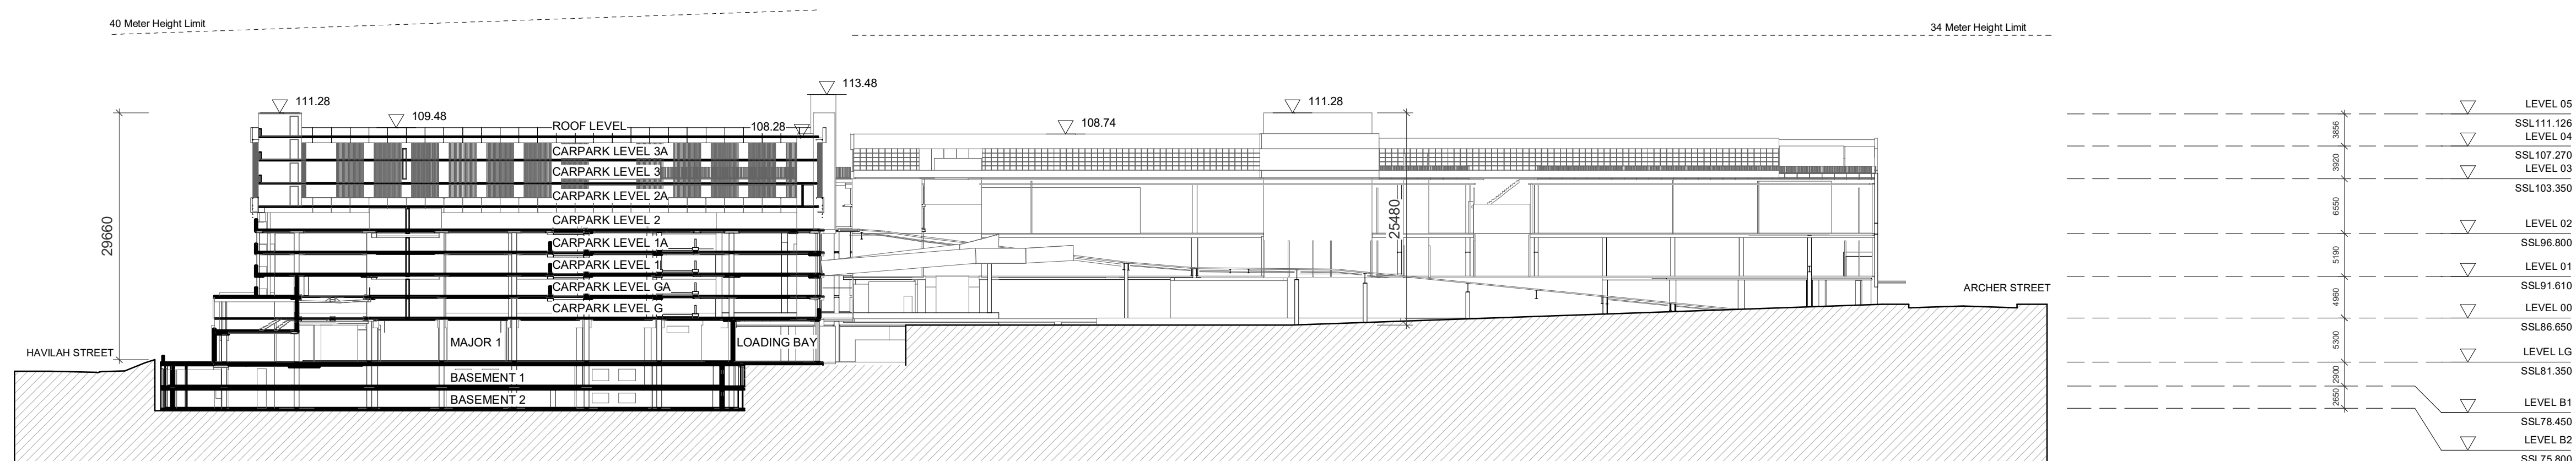 40 Meter Height Limit
34 Meter Height Limit
113.48
111.28
109.48
108.28
108.74
111.28
ROOF LEVEL
CARPARK LEVEL 3A
CARPARK LEVEL 3
CARPARK LEVEL 2A
CARPARK LEVEL 2
CARPARK LEVEL 1A
CARPARK LEVEL 1
CARPARK LEVEL GA
CARPARK LEVEL G
MAJOR 1
LOADING BAY
BASEMENT 1
BASEMENT 2
29660
25480
HAVILAH STREET
ARCHER STREET
3856
3920
6550
5190
4960
5300
2900
2650
LEVEL 05
SSL111.126
LEVEL 04
SSL107.270
LEVEL 03
SSL103.350
LEVEL 02
SSL96.800
LEVEL 01
SSL91.610
LEVEL 00
SSL86.650
LEVEL LG
SSL81.350
LEVEL B1
SSL78.450
LEVEL B2
SSL75.800